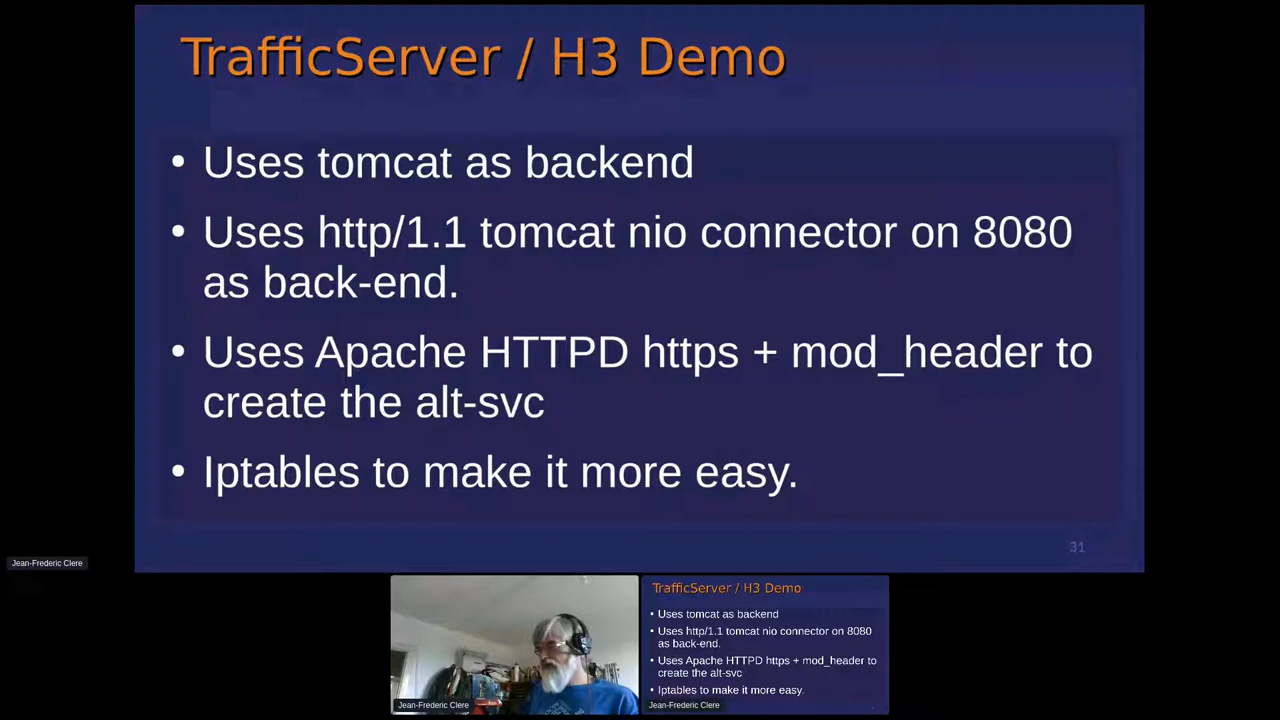 TrafficServer / H3 Demo
• Uses tomcat as backend
• Uses http/1.1 tomcat nio connector on 8080
as back-end.
• Uses Apache HTTPD https + mod_header to
create the alt-svc
• Iptables to make it more easy.
31
Jean-Frederic Clere
Jean-Frederic Clere
TrafficServer / H3 Demo
• Uses tomcat as backend
• Uses http/1.1 tomcat nio connector on 8080
as back-end.
• Uses Apache HTTPD https + mod_header to
create the alt-svc
• Iptables to make it more easy.
Jean-Frederic Clere